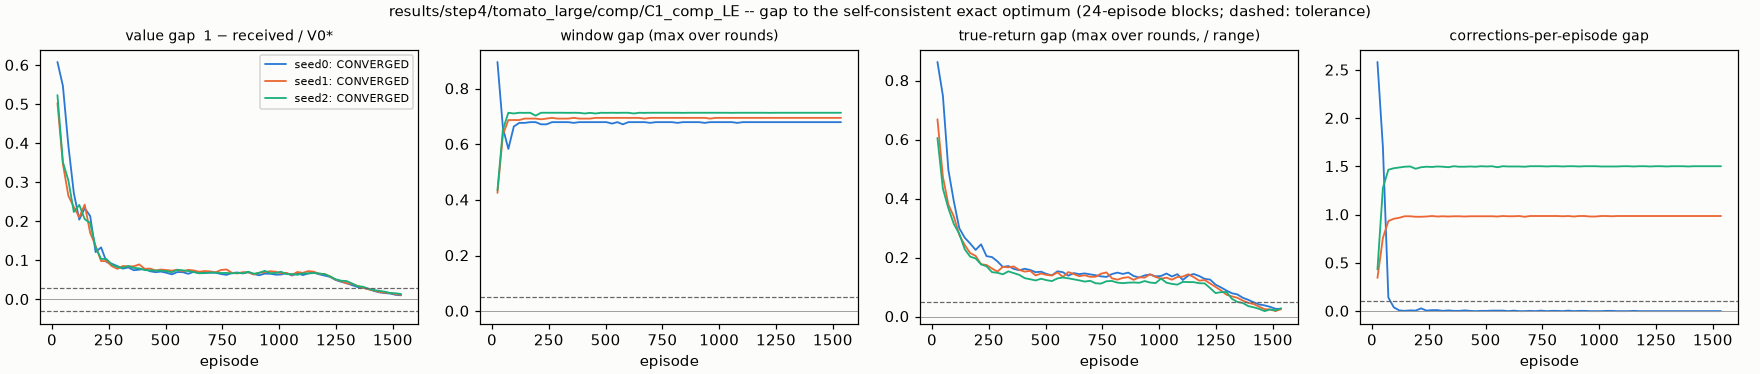 results/step4/tomato_large/comp/C1_comp_LE -- gap to the self-consistent exact optimum (24-episode blocks; dashed: tolerance)
value gap  1 − received / V0*
0.6
0.5
0.4
0.3
0.2
0.1
0.0
seed0: CONVERGED
seed1: CONVERGED
seed2: CONVERGED
0 250 500 750 1000 1250 1500
episode
window gap (max over rounds)
0.8
0.6
0.4
0.2
0.0
0 250 500 750 1000 1250 1500
episode
true-return gap (max over rounds, / range)
0.8
0.6
0.4
0.2
0.0
0 250 500 750 1000 1250 1500
episode
corrections-per-episode gap
2.5
2.0
1.5
1.0
0.5
0.0
0 250 500 750 1000 1250 1500
episode